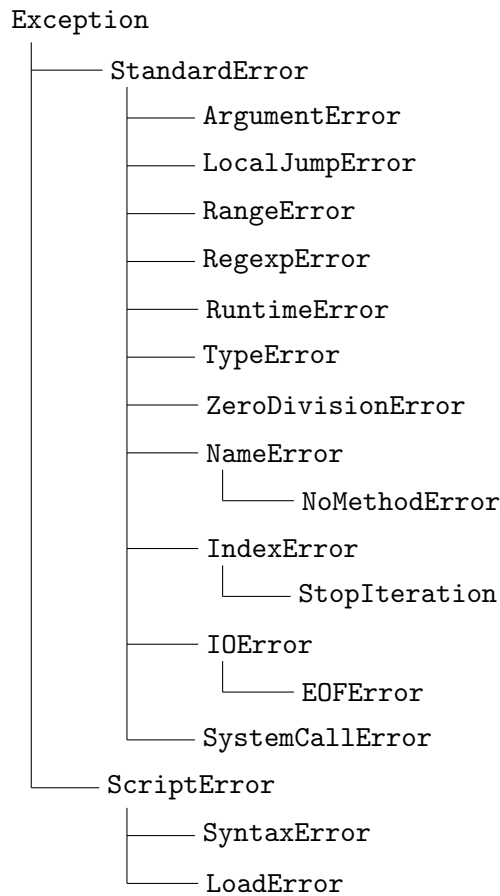 Exception
StandardError
ArgumentError
LocalJumpError
RangeError
RegexpError
RuntimeError
TypeError
ZeroDivisionError
NameError
NoMethodError
IndexError
StopIteration
IOError
EOFError
SystemCallError
ScriptError
SyntaxError
LoadError